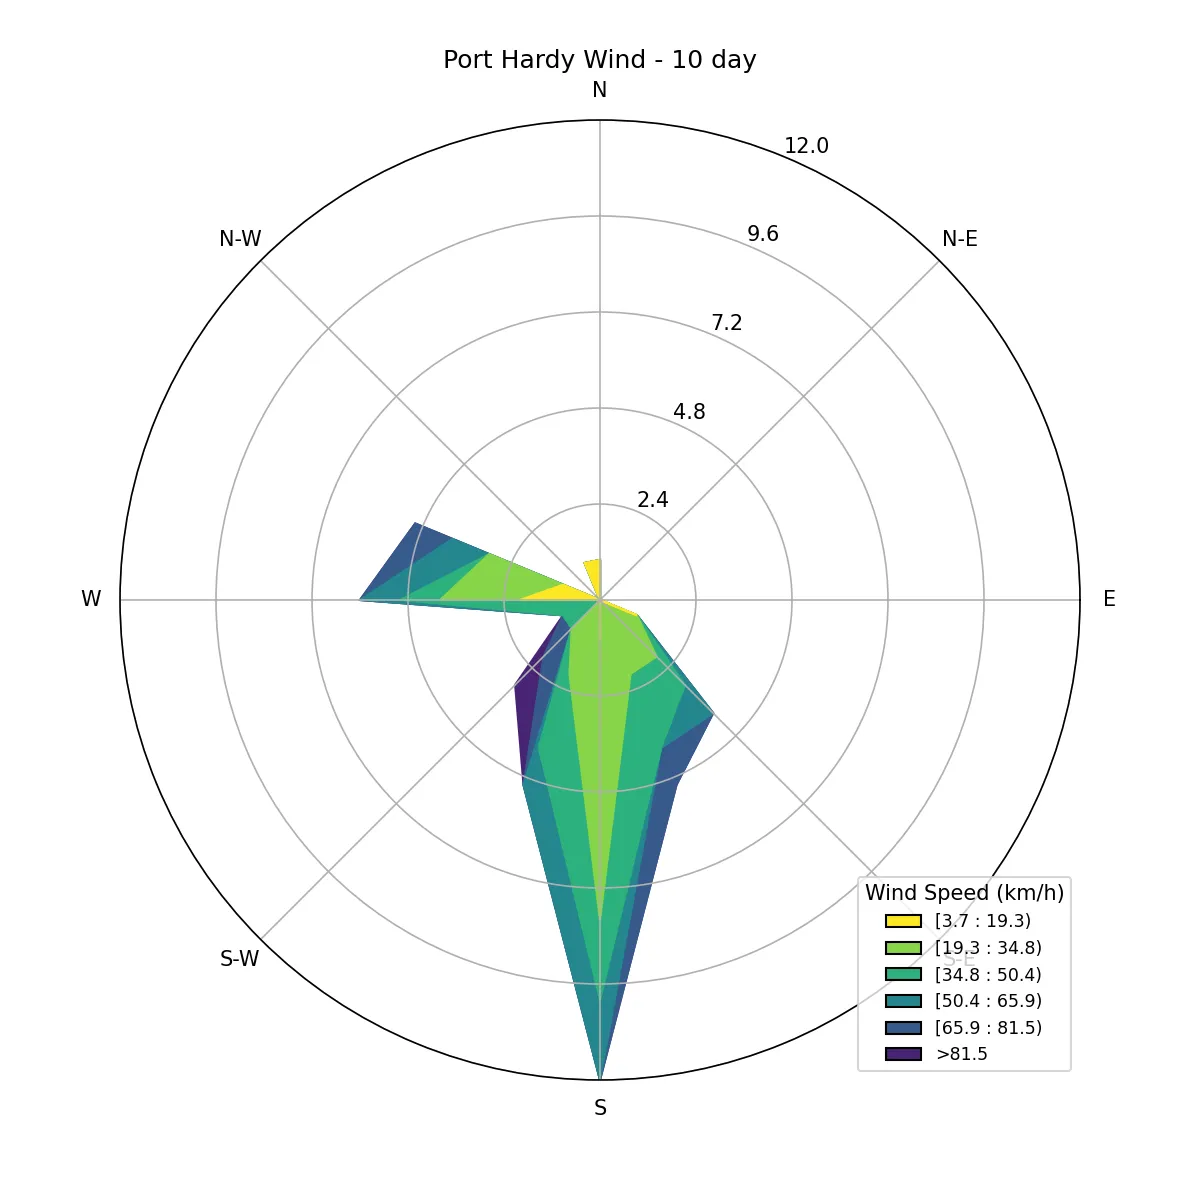 Port Hardy Wind - 10 day
N
12.0
N-W
9.6
N-E
7.2
4.8
2.4
W
E
Wind Speed (km/h)
[3.7 : 19.3)
[19.3 : 34.8)
S-W
S-E
[34.8 : 50.4)
[50.4 : 65.9)
[65.9 : 81.5)
>81.5
S